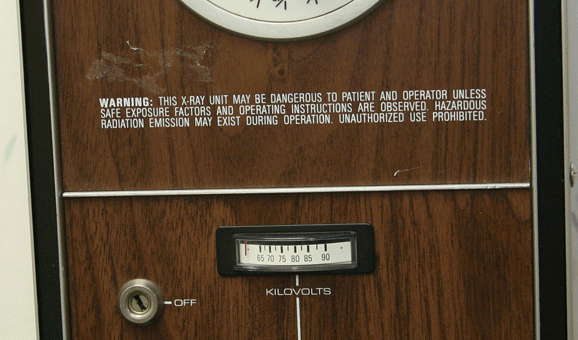 WARNING: THIS X-RAY UNIT MAY BE DANGEROUS TO PATIENT AND OPERATOR UNLESS
SAFE EXPOSURE FACTORS AND OPERATING INSTRUCTIONS ARE OBSERVED. HAZARDOUS
RADIATION EMISSION MAY EXIST DURING OPERATION. UNAUTHORIZED USE PROHIBITED.
65 70 75 80 85 90
KILOVOLTS
OFF